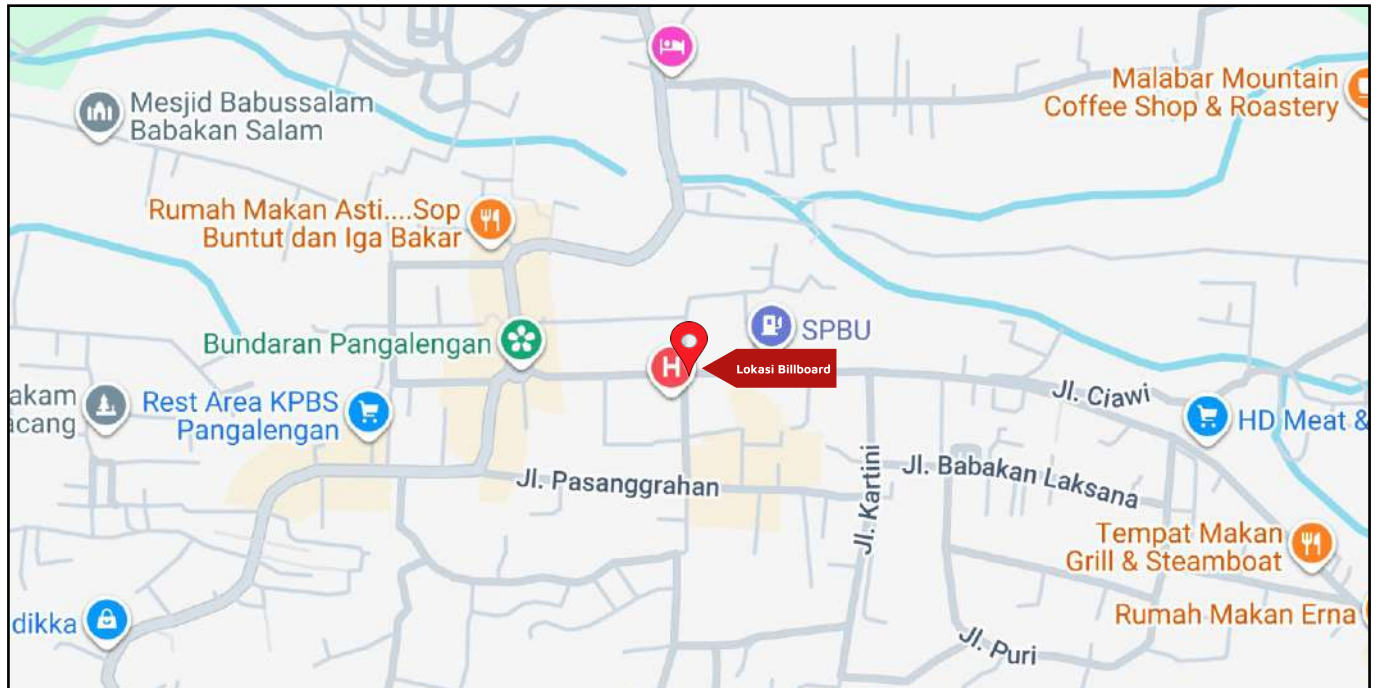 Mesjid Babussalam
Babakan Salam
Malabar Mountain
Coffee Shop & Roastery
Rumah Makan Asti....Sop
Buntut dan Iga Bakar
Bundaran Pangalengan
SPBU
H
Lokasi Billboard
akam
acang
Rest Area KPBS
Pangalengan
Jl. Ciawi
HD Meat &
Jl. Pasanggrahan
Jl. Kartini
Jl. Babakan Laksana
Tempat Makan
Grill & Steamboat
dikka
Rumah Makan Erna
Jl. Puri